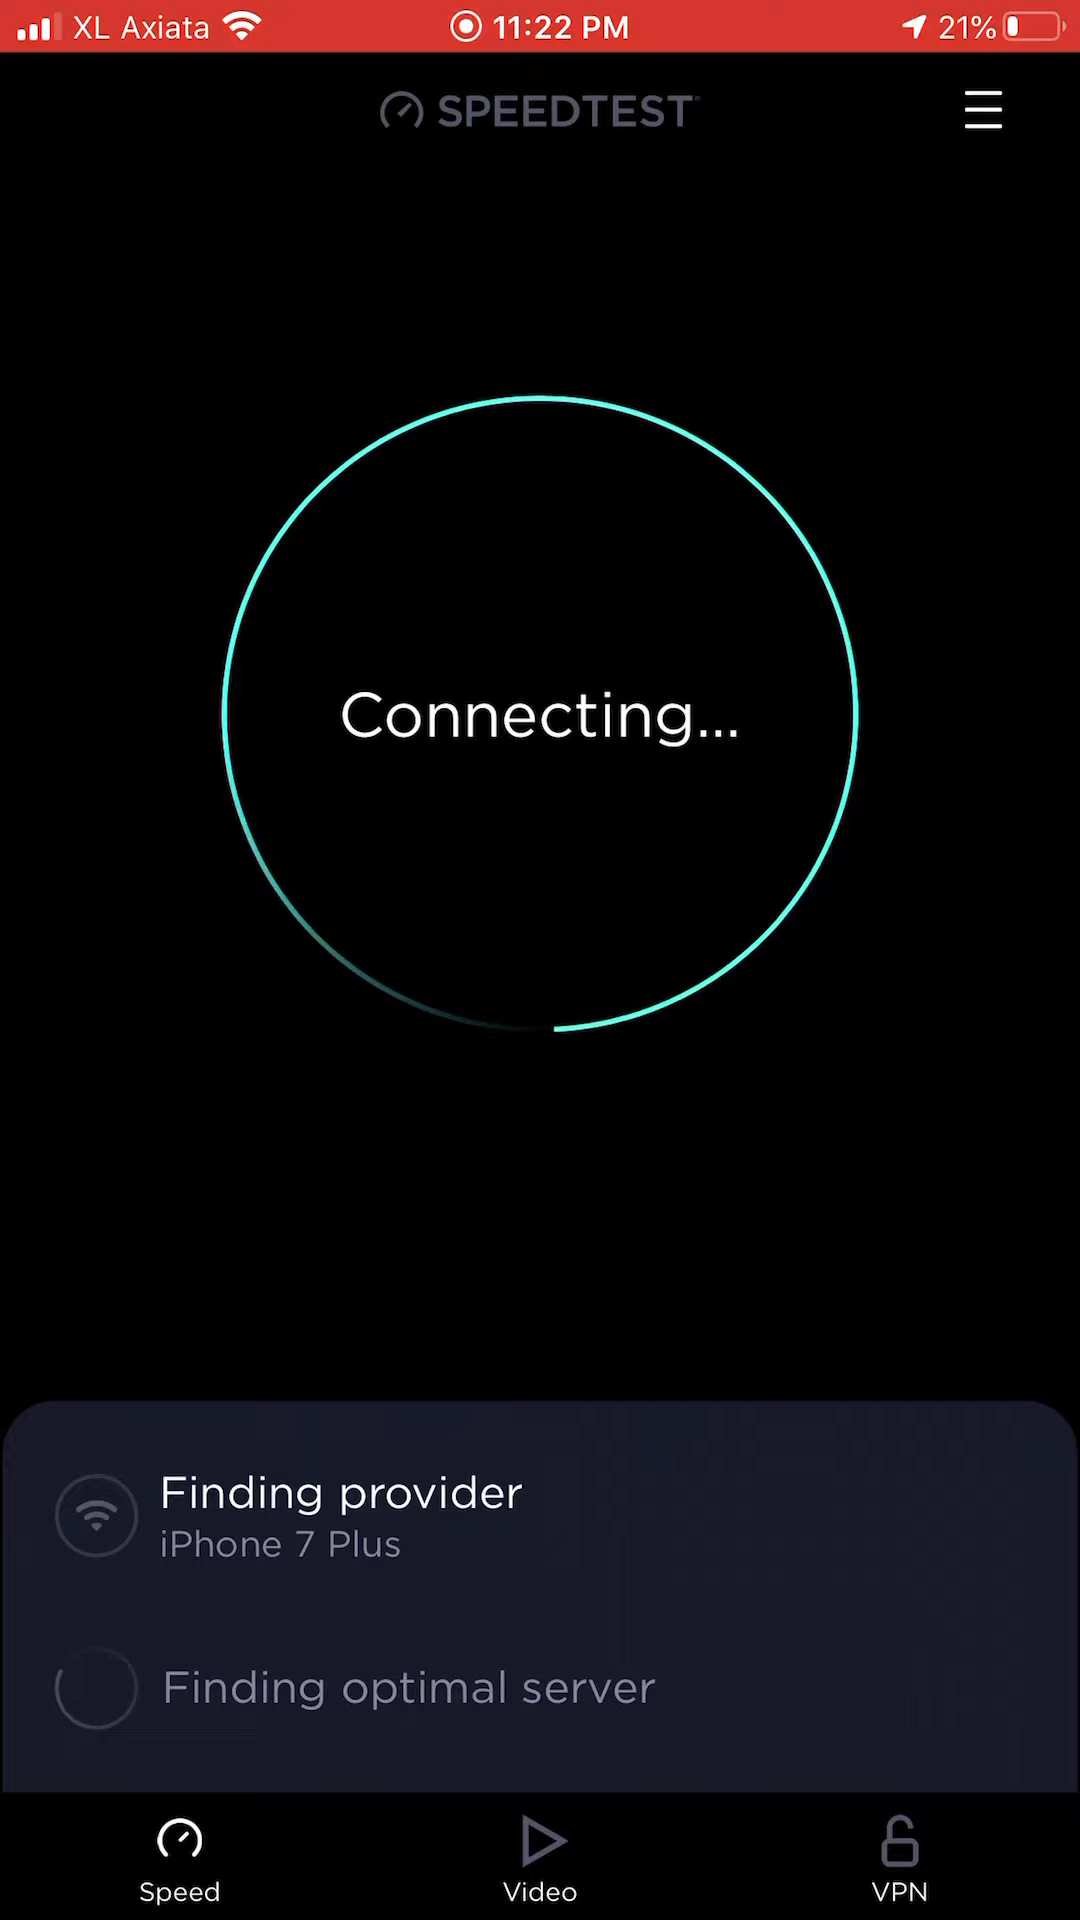 XL Axiata 11:22 PM 21%
SPEEDTEST
Connecting...
Finding provider
iPhone 7 Plus
Finding optimal server
Speed Video VPN